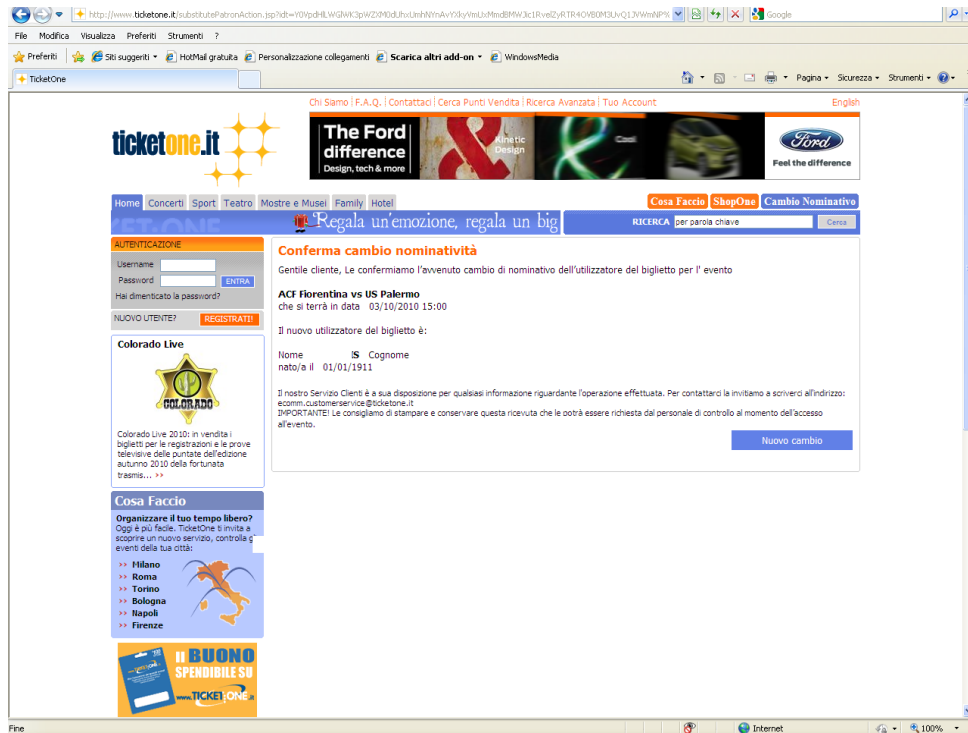 http://www.ticketone.it/substitutePatronAction.
Google
File Modifica Visualizza Preferiti Strumenti ?
Preferiti Siti suggeriti HotMail gratuita Personalizzazione collegamenti Scarica altri add-on WindowsMedia
TicketOne
Pagina Sicurezza Strumenti
Chi Siamo | F.A.Q. | Contattaci | Cerca Punti Vendita | Ricerca Avanzata | Tuo Account English
ticketone.it
The Ford
difference
Design, tech & more
Kinetic
Design
Cool
Ford
Feel the difference
Home Concerti Sport Teatro Mostre e Musei Family Hotel
Cosa Faccio ShopOne Cambio Nominativo
KET-ONE
Regala un'emozione, regala un big
RICERCA per parola chiave Cerca
AUTENTICAZIONE
Username
Password ENTRA
Hai dimenticato la password?
NUOVO UTENTE? REGISTRATI!
Colorado Live
COLORADO
Colorado Live 2010: in vendita i
biglietti per le registrazioni e le prove
televisive delle puntate dell'edizione
autunno 2010 della fortunata
trasmis... >>
Cosa Faccio
Organizzare il tuo tempo libero?
Oggi è più facile. TicketOne ti invita a
scoprire un nuovo servizio, controlla g
eventi della tua città:
>> Milano
>> Roma
>> Torino
>> Bologna
>> Napoli
>> Firenze
Il BUONO
SPENDIBILE SU
www.TICKETONE.it
Conferma cambio nominatività
Gentile cliente, Le confermiamo l'avvenuto cambio di nominativo dell'utilizzatore del biglietto per l' evento
ACF Fiorentina vs US Palermo
che si terrà in data 03/10/2010 15:00
Il nuovo utilizzatore del biglietto è:
Nome S Cognome
nato/a il 01/01/1911
Il nostro Servizio Clienti è a sua disposizione per qualsiasi informazione riguardante l'operazione effettuata. Per contattarci la invitiamo a scriverci all'indirizzo:
ecomm.customerservice@ticketone.it
IMPORTANTE! Le consigliamo di stampare e conservare questa ricevuta che le potrà essere richiesta dal personale di controllo al momento dell'accesso
all'evento.
Nuovo cambio
Fine Internet 100%